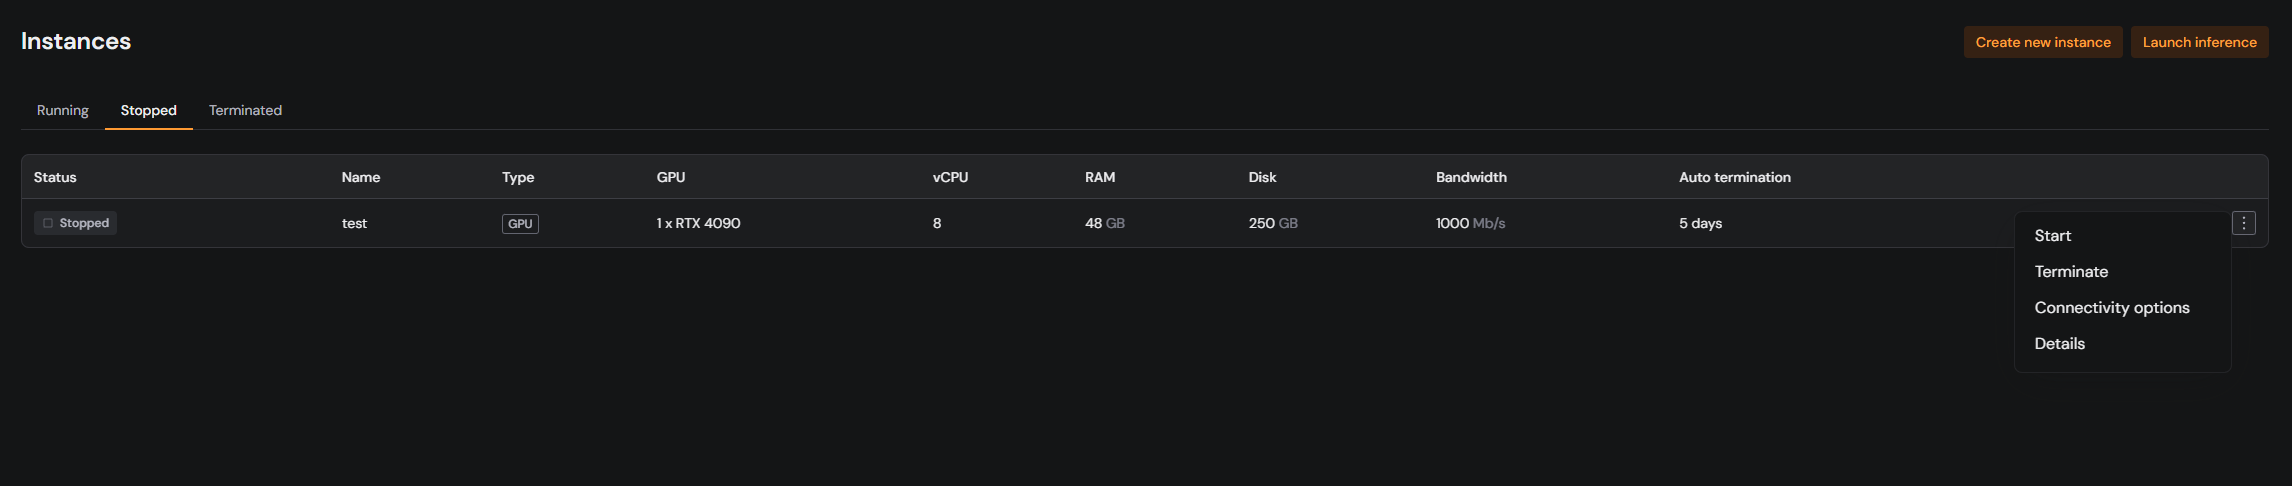 Instances
Create new instance
Launch inference
Running Stopped Terminated
Status Name Type GPU vCPU RAM Disk Bandwidth Auto termination
Stopped test GPU 1 x RTX 4090 8 48 GB 250 GB 1000 Mb/s 5 days
Start
Terminate
Connectivity options
Details